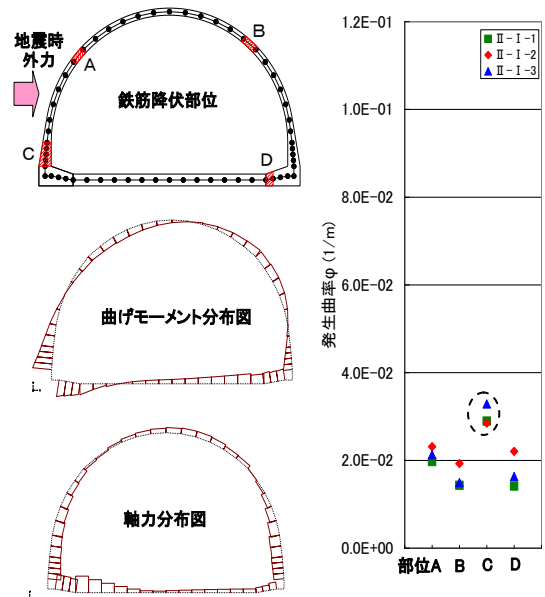 地震時
外力
A
B
鉄筋降伏部位
C
D
曲げモーメント分布図
軸力分布図
発生曲率φ(1/m)
1.2E-01
1.0E-01
8.0E-02
6.0E-02
4.0E-02
2.0E-02
0.0E+00
Ⅱ-Ⅰ-1
Ⅱ-Ⅰ-2
Ⅱ-Ⅰ-3
部位A B C D